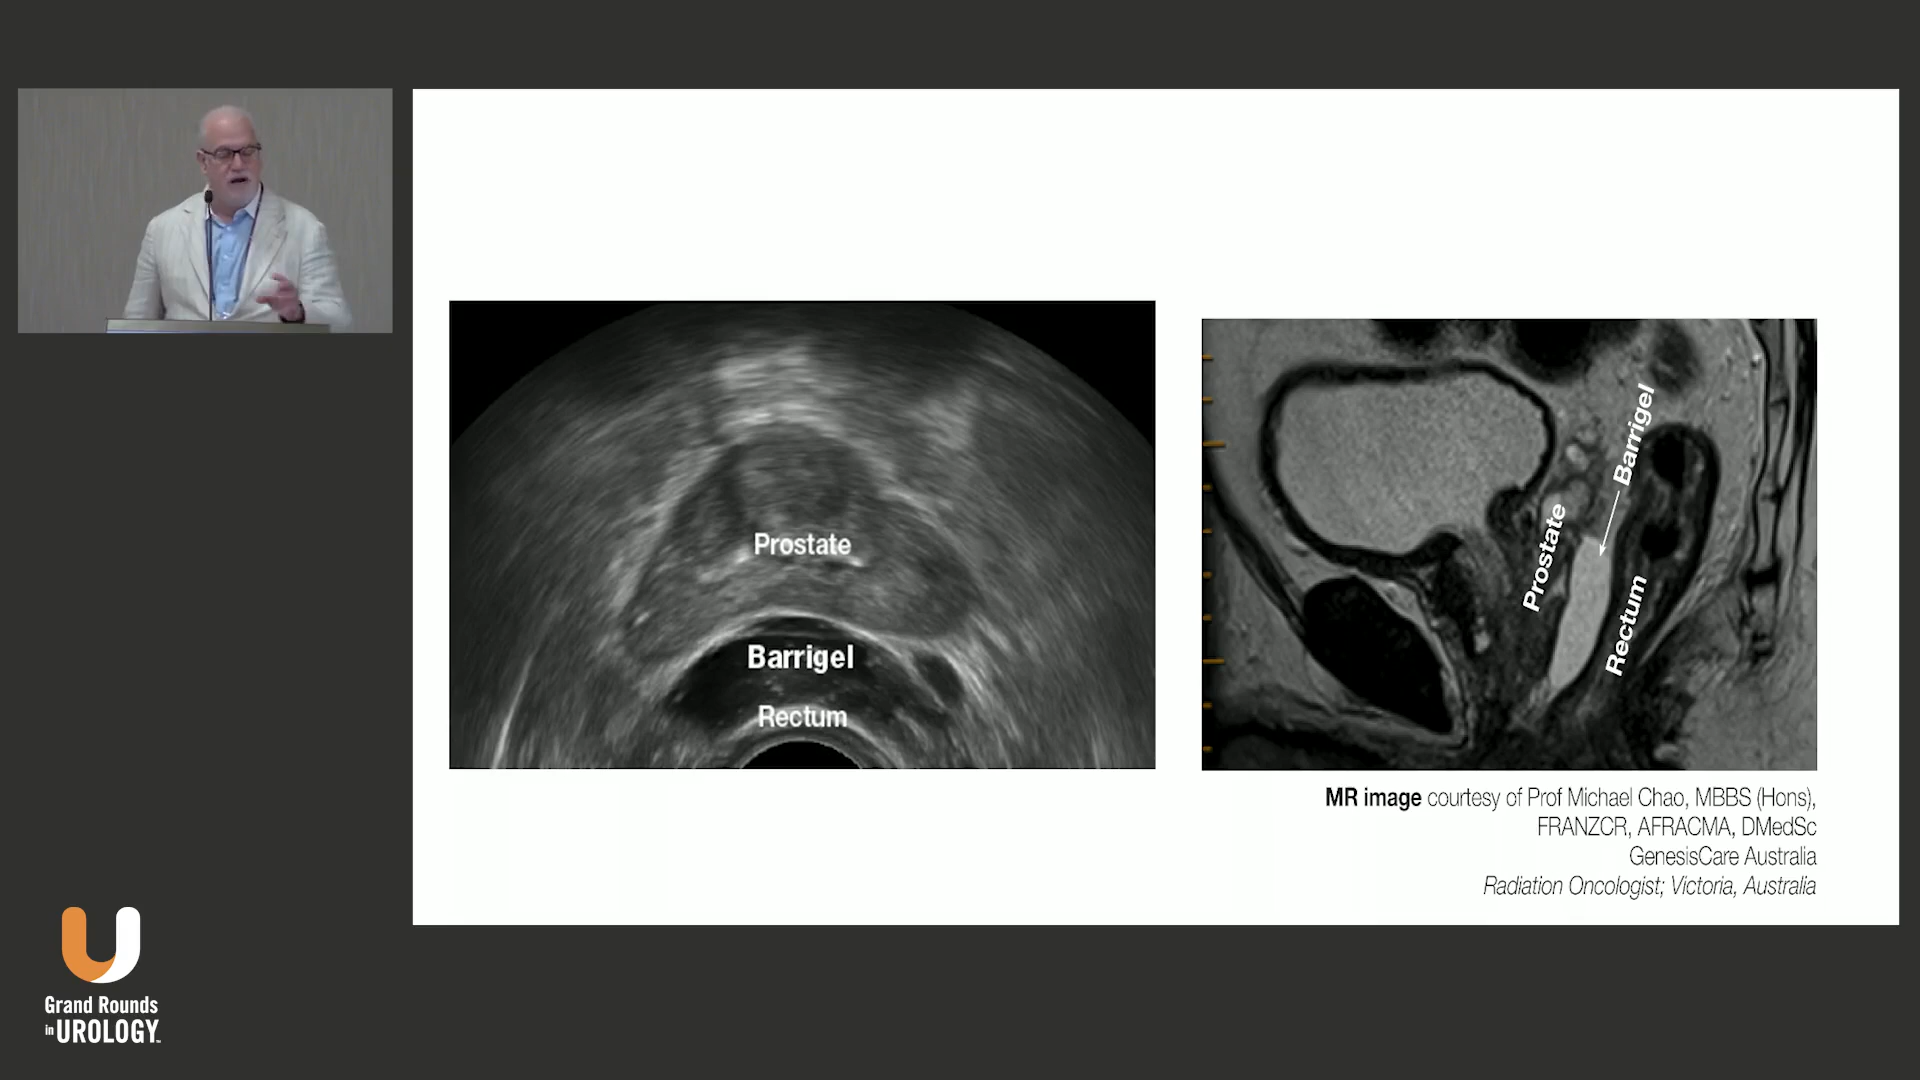 Prostate
Barrigel
Rectum
Barrigel
Prostate
Rectum
MR image courtesy of Prof Michael Chao, MBBS (Hons),
FRANZCR, AFRACMA, DMedSc
GenesisCare Australia
Radiation Oncologist; Victoria, Australia
U
Grand Rounds
in UROLOGY™